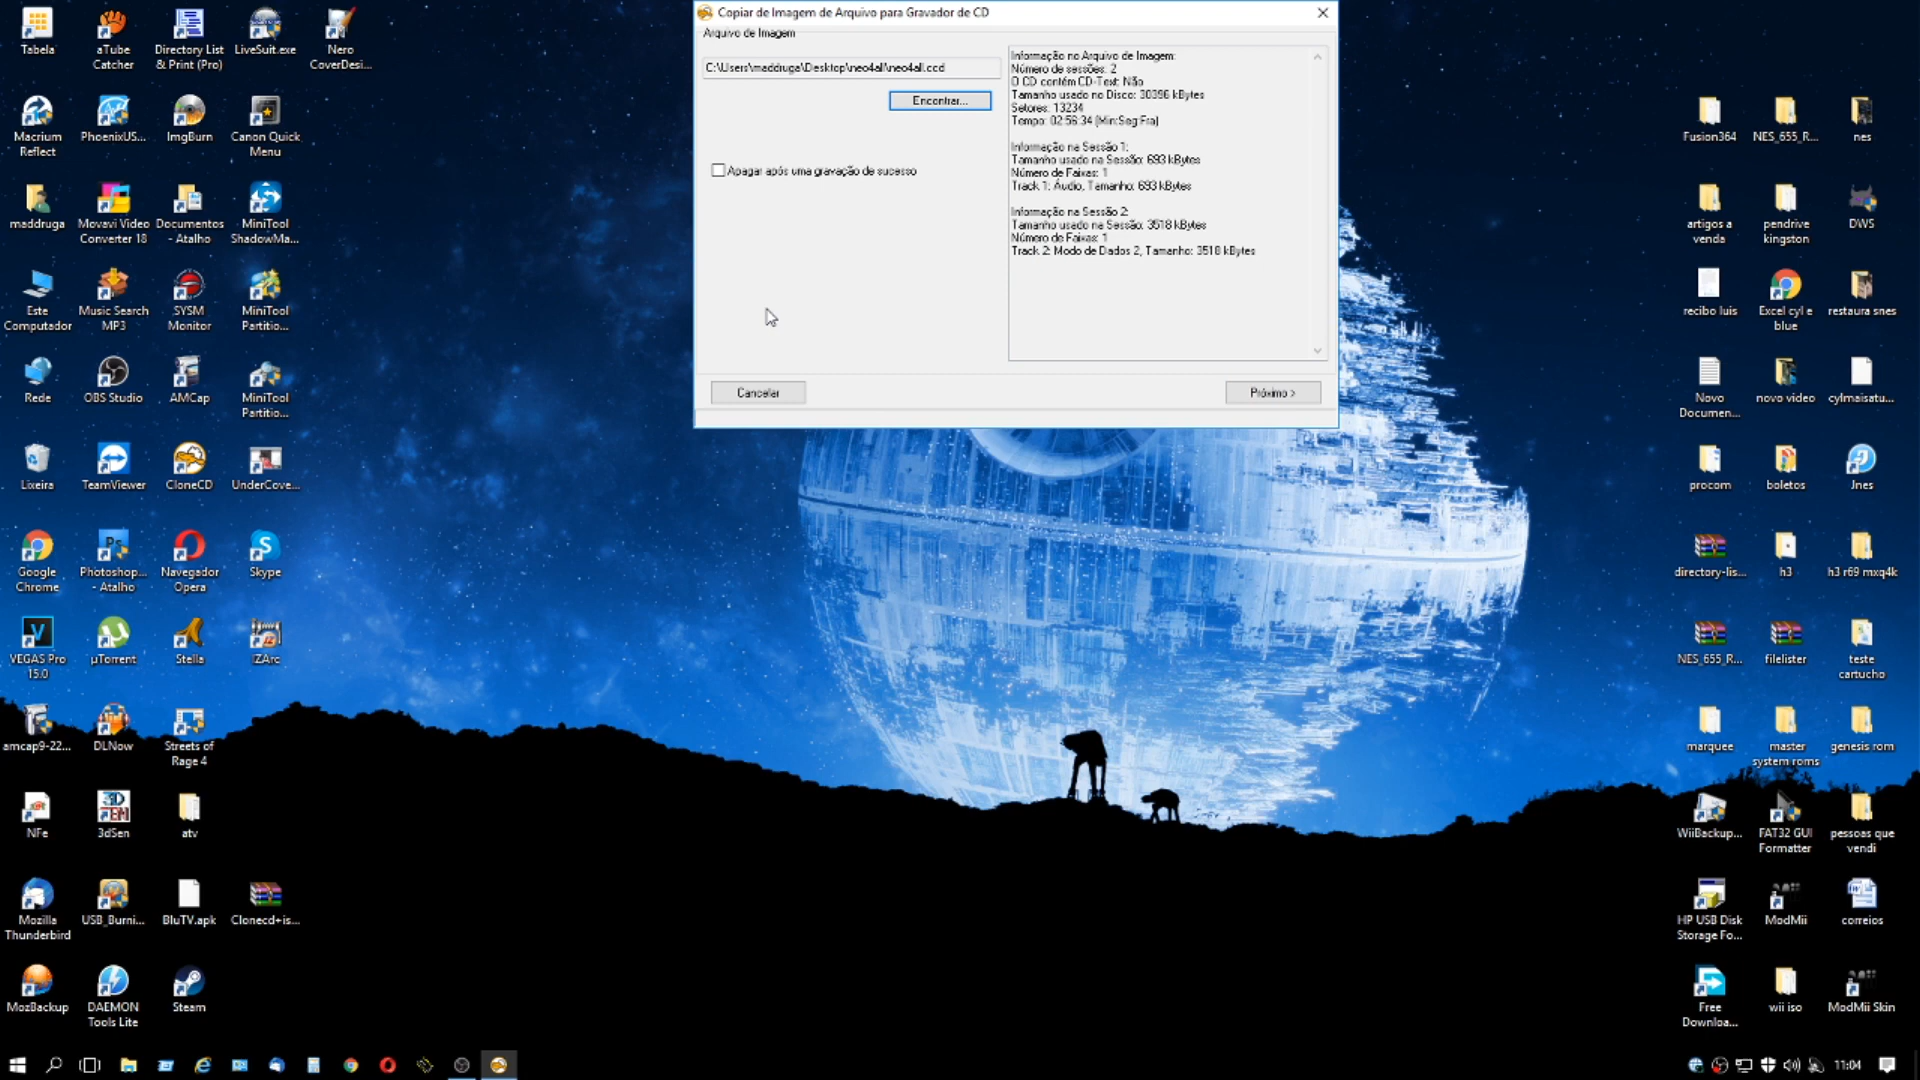 Copiar de Imagem de Arquivo para Gravador de CD
Arquivo de Imagem
C:\Users\maddruga\Desktop\neo4all\neo4all.ccd
Encontrar...
Apagar após uma gravação de sucesso
Informação no Arquivo de Imagem:
Número de sessões: 2
O CD contém CD-Text: Não
Tamanho usado no Disco: 30396 kBytes
Setores: 13234
Tempo: 02:56:34 (Min:Seg:Fra)
Informação na Sessão 1:
Tamanho usado na Sessão: 693 kBytes
Número de Faixas: 1
Track 1: Áudio, Tamanho: 693 kBytes
Informação na Sessão 2:
Tamanho usado na Sessão: 3518 kBytes
Número de Faixas: 1
Track 2: Modo de Dados 2, Tamanho: 3518 kBytes
Cancelar
Próximo >
Tabela
aTube
Catcher
Directory List
& Print (Pro)
LiveSuit.exe
Nero
CoverDesi...
Macrium
Reflect
PhoenixUS...
ImgBurn
Canon Quick
Menu
maddruga
Movavi Video
Converter 18
Documentos
- Atalho
MiniTool
ShadowMa...
Este
Computador
Music Search
MP3
SYSM
Monitor
MiniTool
Partitio...
Rede
OBS Studio
AMCap
MiniTool
Partitio...
Lixeira
TeamViewer
CloneCD
UnderCove...
Google
Chrome
Photoshop...
- Atalho
Navegador
Opera
Skype
VEGAS Pro
15.0
µTorrent
Stella
IZArc
amcap9-22...
DLNow
Streets of
Rage 4
NFe
3dSen
atv
Mozilla
Thunderbird
USB_Burni...
BluTV.apk
Clonecd+is...
MozBackup
DAEMON
Tools Lite
Steam
Fusion364
NES_655_R...
nes
artigos a
venda
pendrive
kingston
DWS
recibo luis
Excel cyl e
blue
restaura snes
Novo
Documen...
novo video
cylmaisatu...
procom
boletos
Jnes
directory-lis...
h3
h3 r69 mxq4k
NES_655_R...
filelister
teste
cartucho
marquee
master
system roms
genesis rom
WiiBackup...
FAT32 GUI
Formatter
pessoas que
vendi
HP USB Disk
Storage Fo...
ModMii
correios
Free
Downloa...
wii iso
ModMii Skin
11:04